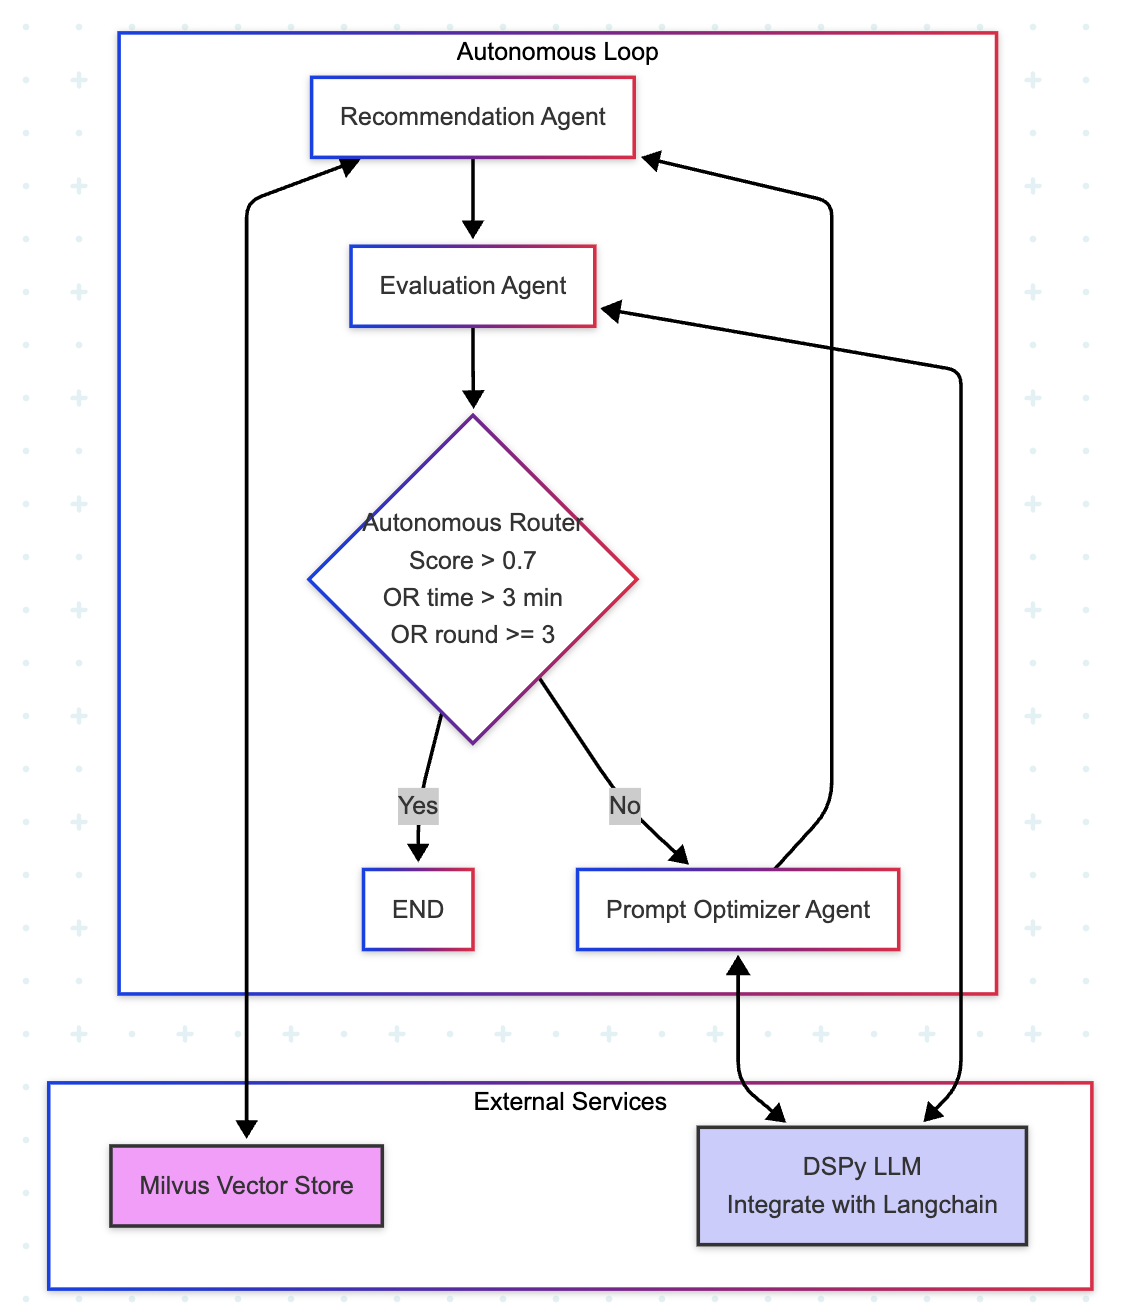 Autonomous Loop
Recommendation Agent
Evaluation Agent
Autonomous Router
Score > 0.7
OR time > 3 min
OR round >= 3
Yes
No
END
Prompt Optimizer Agent
External Services
Milvus Vector Store
DSPy LLM
Integrate with Langchain